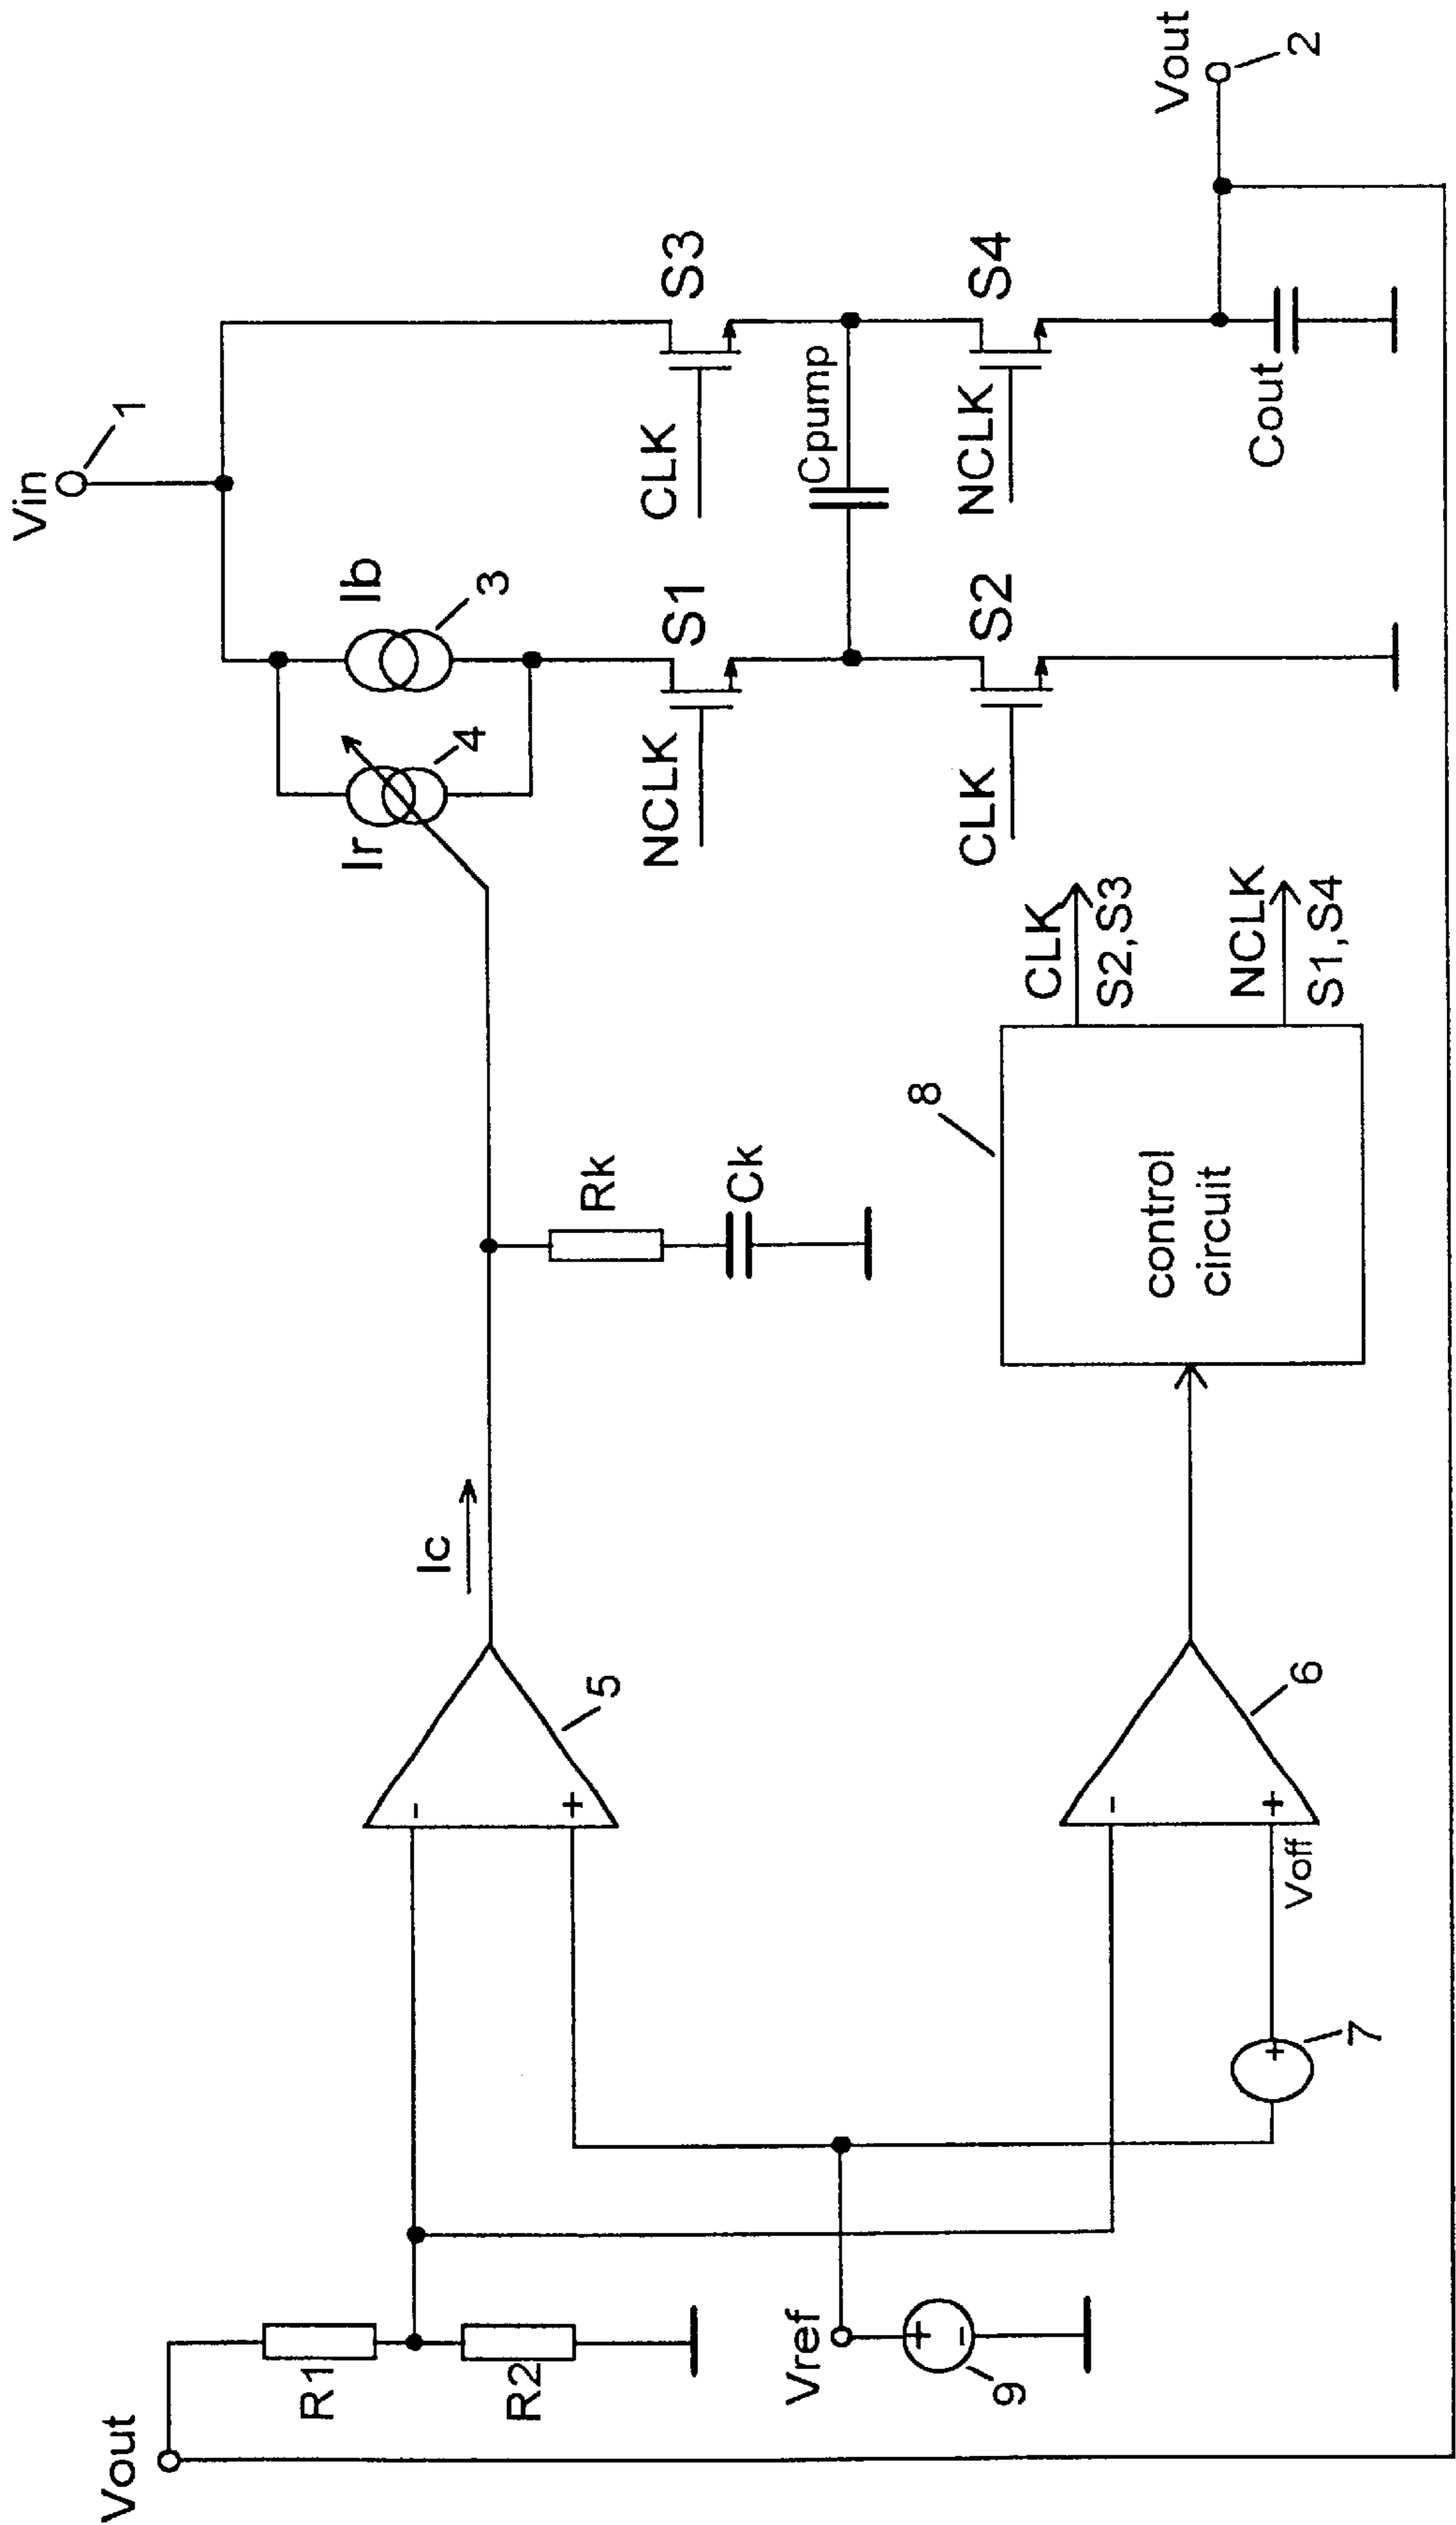 Vin
1
Ib
3
Ir
4
S1
NCLK
S3
CLK
Cpump
S2
CLK
S4
NCLK
Vout
2
Cout
Ic
5
-
+
Rk
Ck
8
control
circuit
CLK
S2,S3
NCLK
S1,S4
6
-
+
Voff
7
+
Vout
R1
R2
Vref
+
-
9